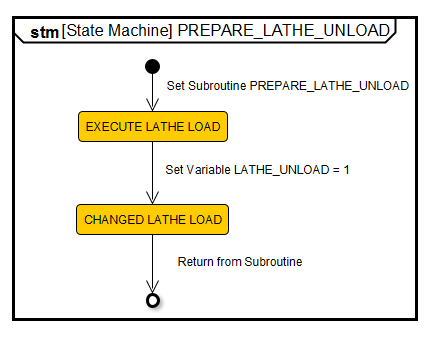 stm [State Machine] PREPARE_LATHE_UNLOAD
Set Subroutine PREPARE_LATHE_UNLOAD
EXECUTE LATHE LOAD
Set Variable LATHE_UNLOAD = 1
CHANGED LATHE LOAD
Return from Subroutine